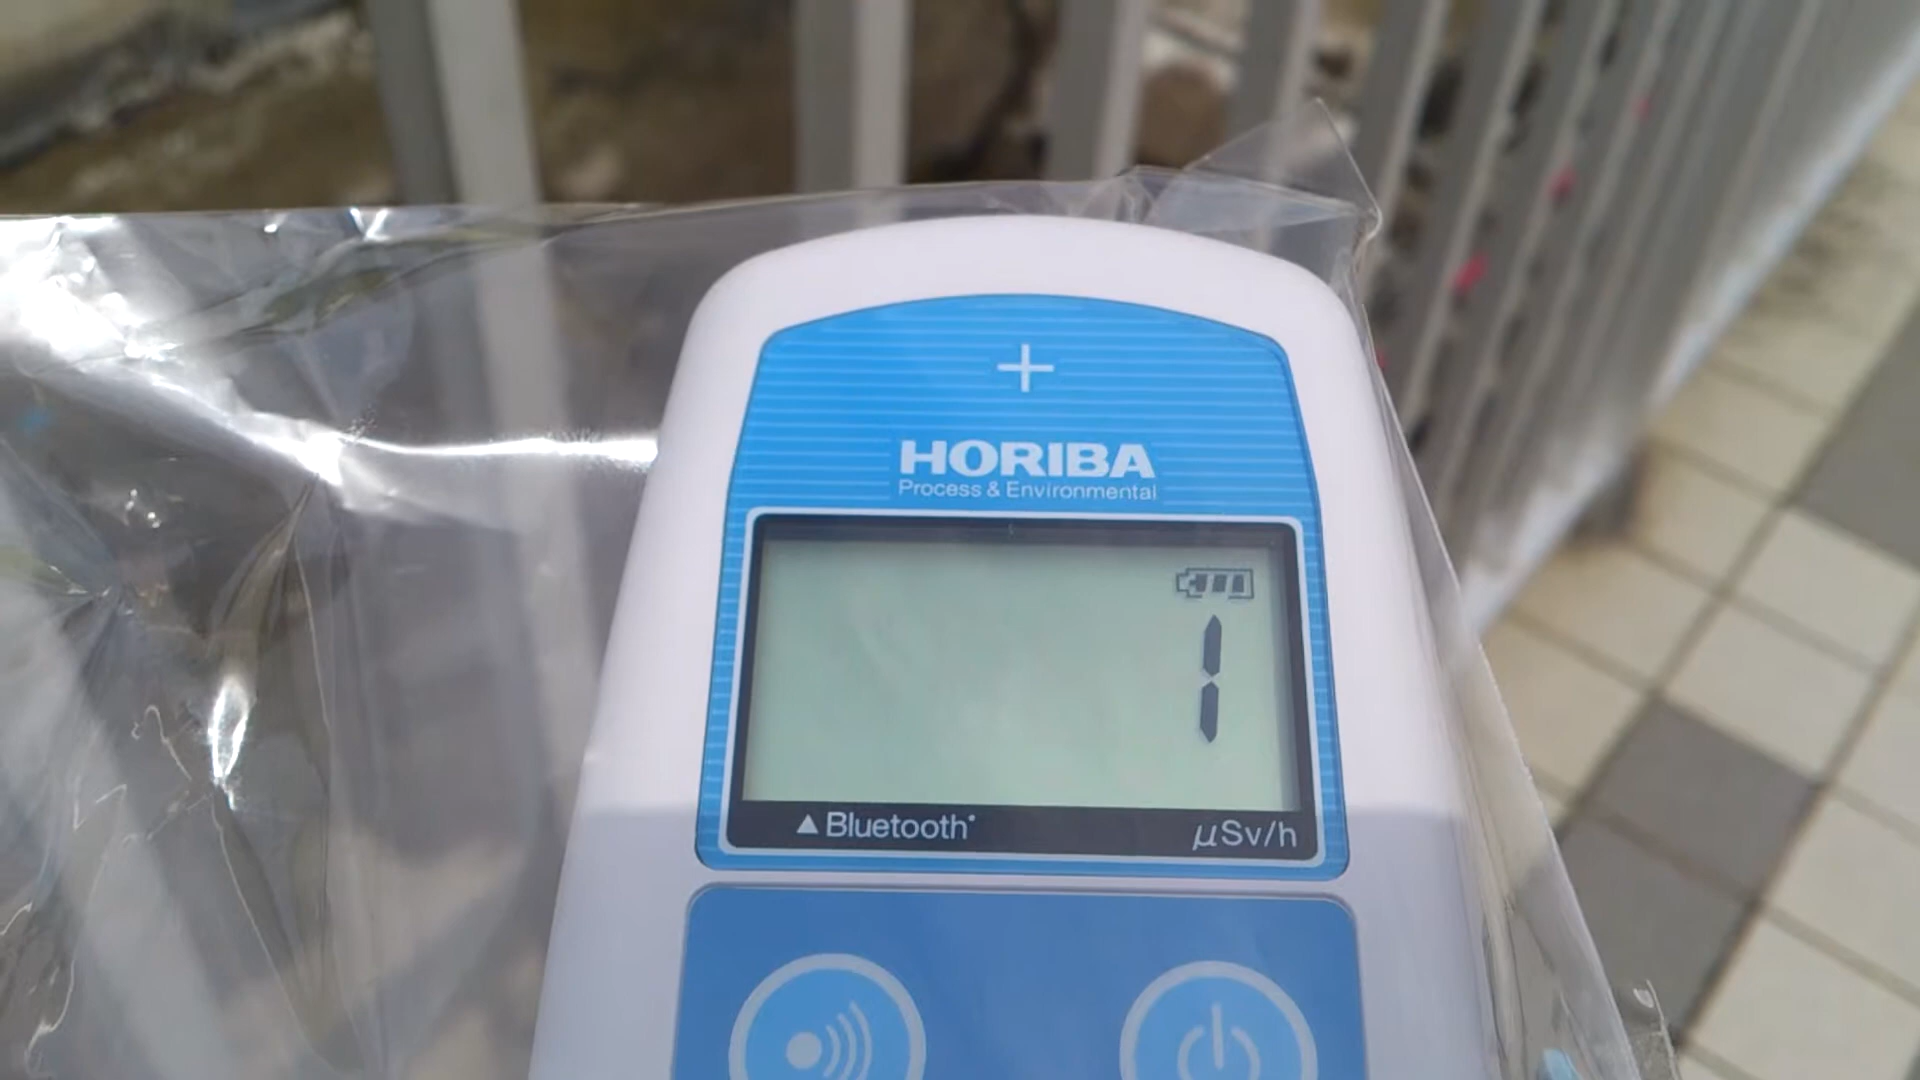 +
HORIBA
Process & Environmental
1
▲Bluetooth®
μSv/h